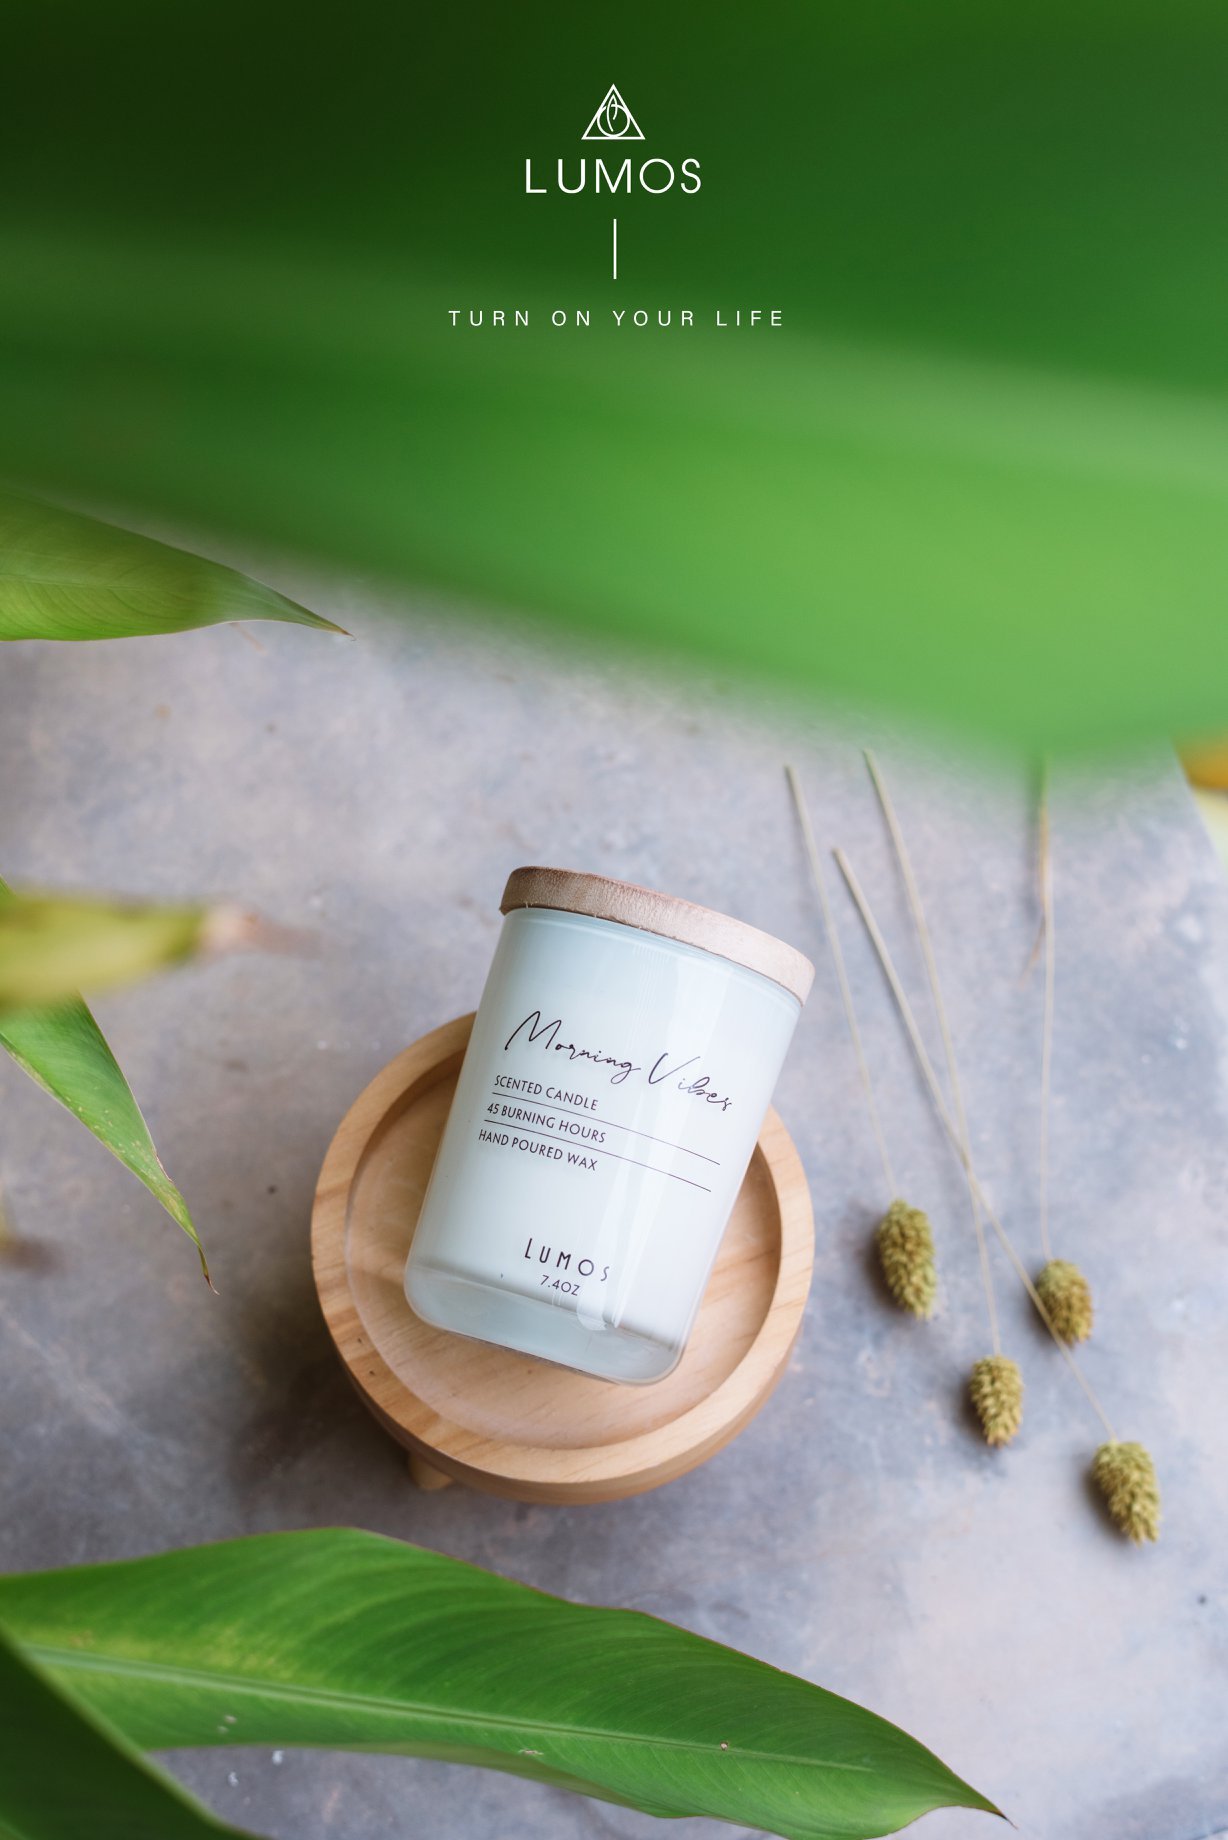 LUMOS
TURN ON YOUR LIFE
Morning Vibes
SCENTED CANDLE
45 BURNING HOURS
HAND POURED WAX
LUMOS
7.4OZ